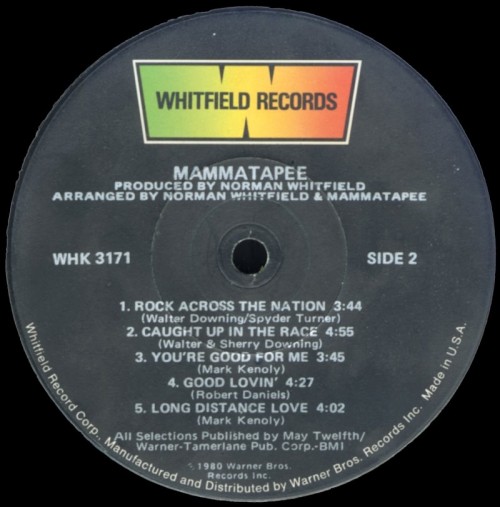 WHITFIELD RECORDS
MAMMATAPEE
PRODUCED BY NORMAN WHITFIELD
ARRANGED BY NORMAN WHITFIELD & MAMMATAPEE
WHK 3171
SIDE 2
1. ROCK ACROSS THE NATION 3:44
(Walter Downing/Spyder Turner)
2. CAUGHT UP IN THE RACE 4:55
(Walter & Sherry Downing)
3. YOU'RE GOOD FOR ME 3:45
(Mark Kenoly)
4. GOOD LOVIN' 4:27
(Robert Daniels)
5. LONG DISTANCE LOVE 4:02
(Mark Kenoly)
All Selections Published by May Twelfth/
Warner-Tamerlane Pub. Corp.-BMI
© 1980 Warner Bros.
Records Inc.
Whitfield Record Corp., Manufactured and Distributed by Warner Bros. Records Inc. Made in U.S.A.